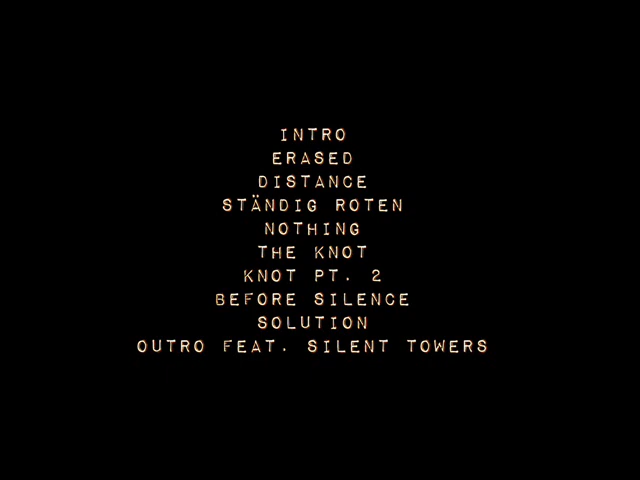 INTRO
ERASED
DISTANCE
STÄNDIG ROTEN
NOTHING
THE KNOT
KNOT PT. 2
BEFORE SILENCE
SOLUTION
OUTRO FEAT. SILENT TOWERS